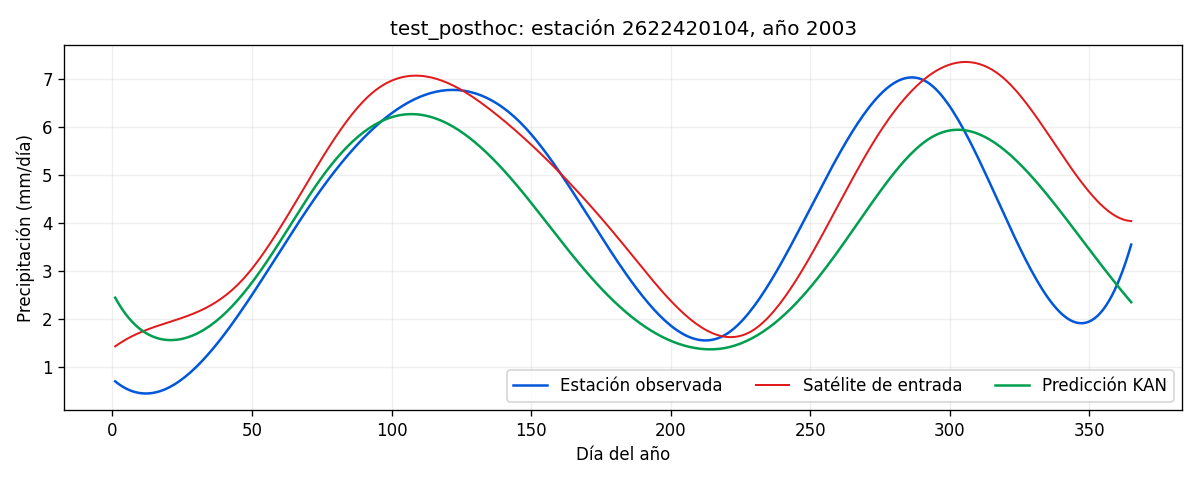 test_posthoc: estación 2622420104, año 2003
Precipitación (mm/día)
7
6
5
4
3
2
1
Estación observada
Satélite de entrada
Predicción KAN
0
50
100
150
200
250
300
350
Día del año